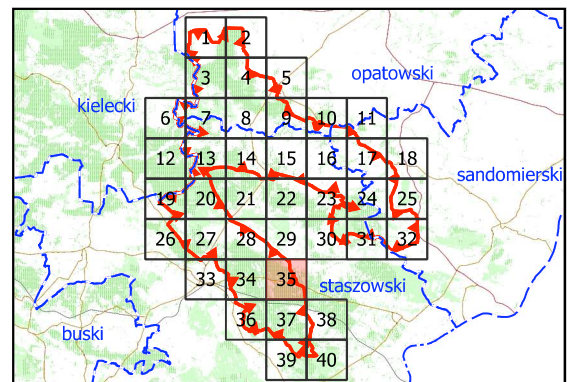 1 2
3 4 5
opatowski
kielecki
6 7 8 9 10 11
12 13 14 15 16 17 18
sandomierski
19 20 21 22 23 24 25
26 27 28 29 30 31 32
33 34 35
staszowski
36 37 38
buski
39 40